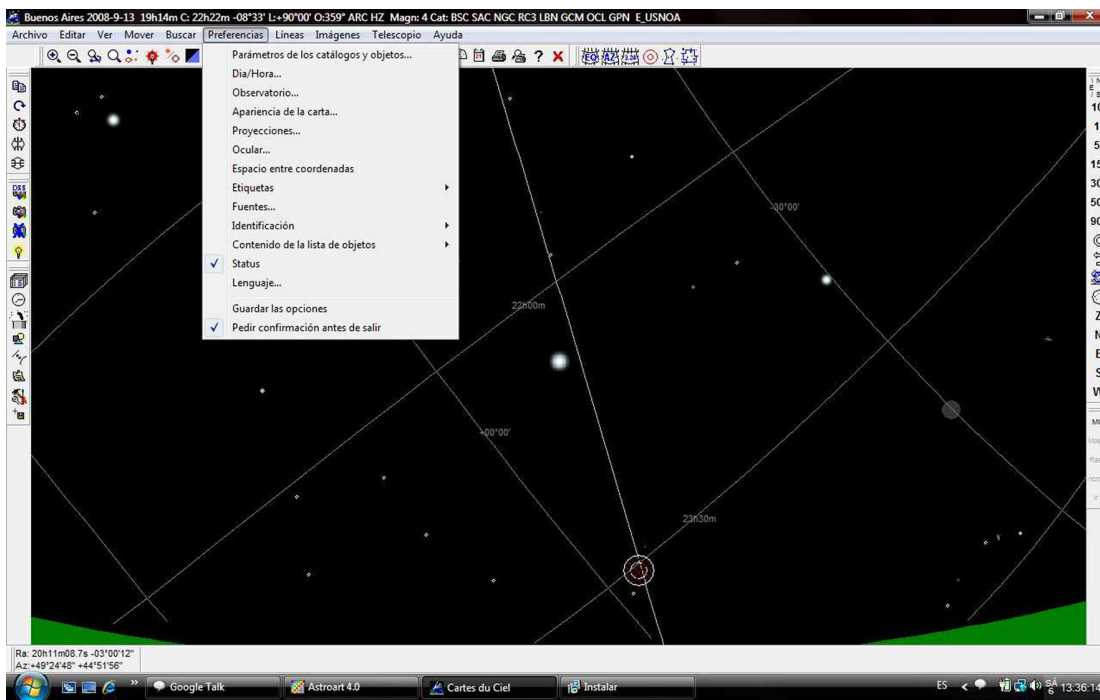 Buenos Aires 2008-9-13 19h14m C: 22h22m -08°33' L:+90°00' O:359° ARC HZ Magn: 4 Cat: BSC SAC NGC RC3 LBN GCM OCL GPN E_USNOA
Archivo Editar Ver Mover Buscar Preferencias Líneas Imágenes Telescopio Ayuda
Parámetros de los catálogos y objetos...
Dia/Hora...
Observatorio...
Apariencia de la carta...
Proyecciones...
Ocular...
Espacio entre coordenadas
Etiquetas
Fuentes...
Identificación
Contenido de la lista de objetos
Status
Lenguaje...
Guardar las opciones
Pedir confirmación antes de salir
EQ AZ
DSS
-30°00'
22h00m
+00°00'
23h30m
Ra: 20h11m08.7s -03°00'12"
Az:+49°24'48" +44°51'56"
Google Talk Astroart 4.0 Cartes du Ciel Instalar ES 13:36:14